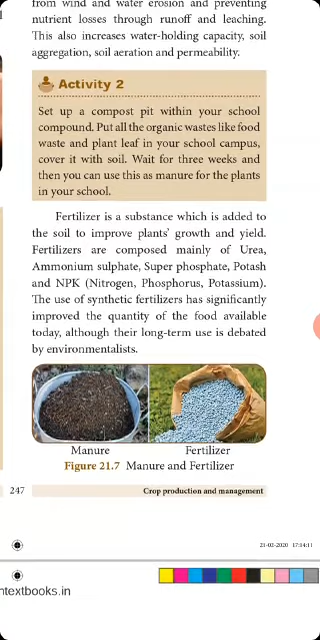 from wind and water erosion and preventing
nutrient losses through runoff and leaching.
This also increases water-holding capacity, soil
aggregation, soil aeration and permeability.
Activity 2
Set up a compost pit within your school
compound. Put all the organic wastes like food
waste and plant leaf in your school campus,
cover it with soil. Wait for three weeks and
then you can use this as manure for the plants
in your school.
Fertilizer is a substance which is added to
the soil to improve plants' growth and yield.
Fertilizers are composed mainly of Urea,
Ammonium sulphate, Super phosphate, Potash
and NPK (Nitrogen, Phosphorus, Potassium).
The use of synthetic fertilizers has significantly
improved the quantity of the food available
today, although their long-term use is debated
by environmentalists.
Manure Fertilizer
Figure 21.7 Manure and Fertilizer
247 Crop production and management
21-02-2020 17:14:11
ntextbooks.in